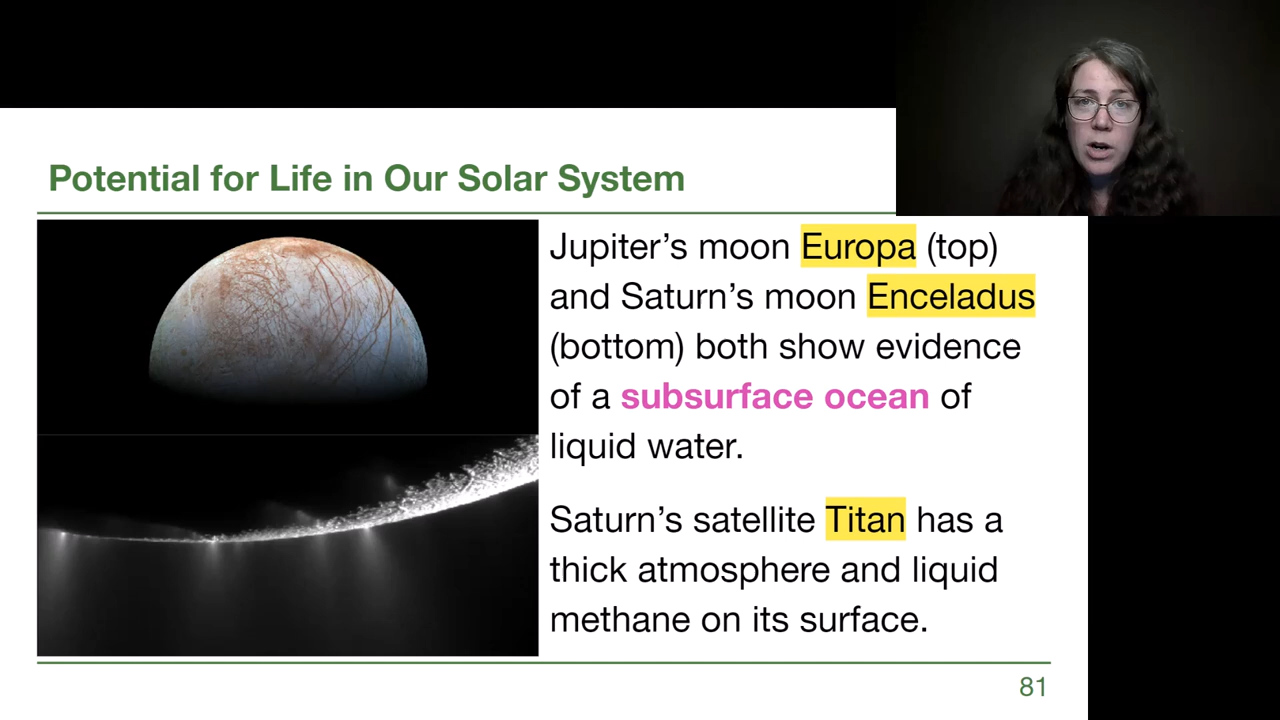 Potential for Life in Our Solar System
Jupiter’s moon Europa (top)
and Saturn’s moon Enceladus
(bottom) both show evidence
of a subsurface ocean of
liquid water.
Saturn’s satellite Titan has a
thick atmosphere and liquid
methane on its surface.
81